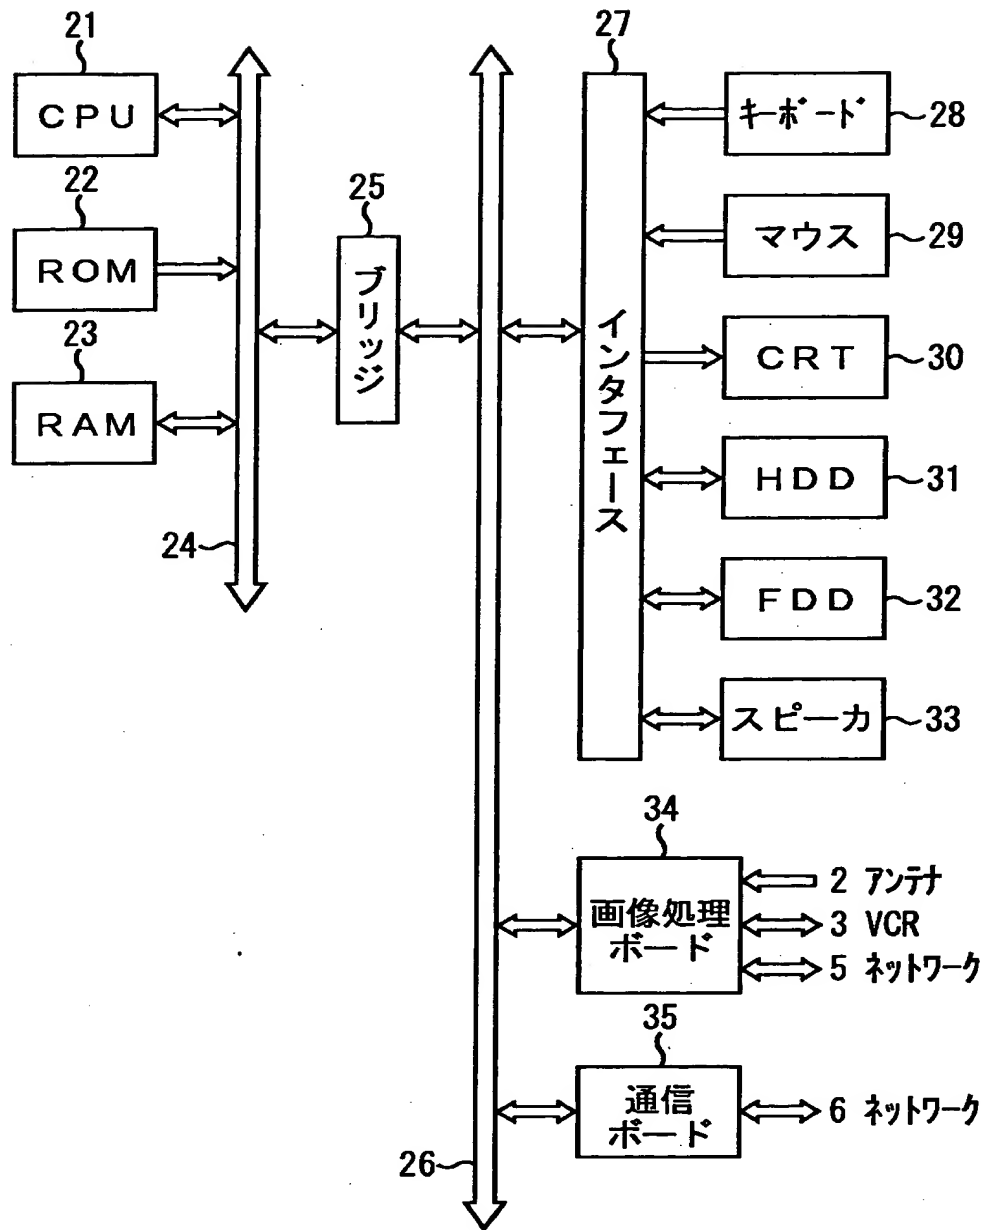 21
CPU
22
ROM
23
RAM
24
25
ブリッジ
26
27
インタフェース
キーボード 28
マウス 29
CRT 30
HDD 31
FDD 32
スピーカ 33
34
画像処理
ボード
2 アンテナ
3 VCR
5 ネットワーク
35
通信
ボード
6 ネットワーク